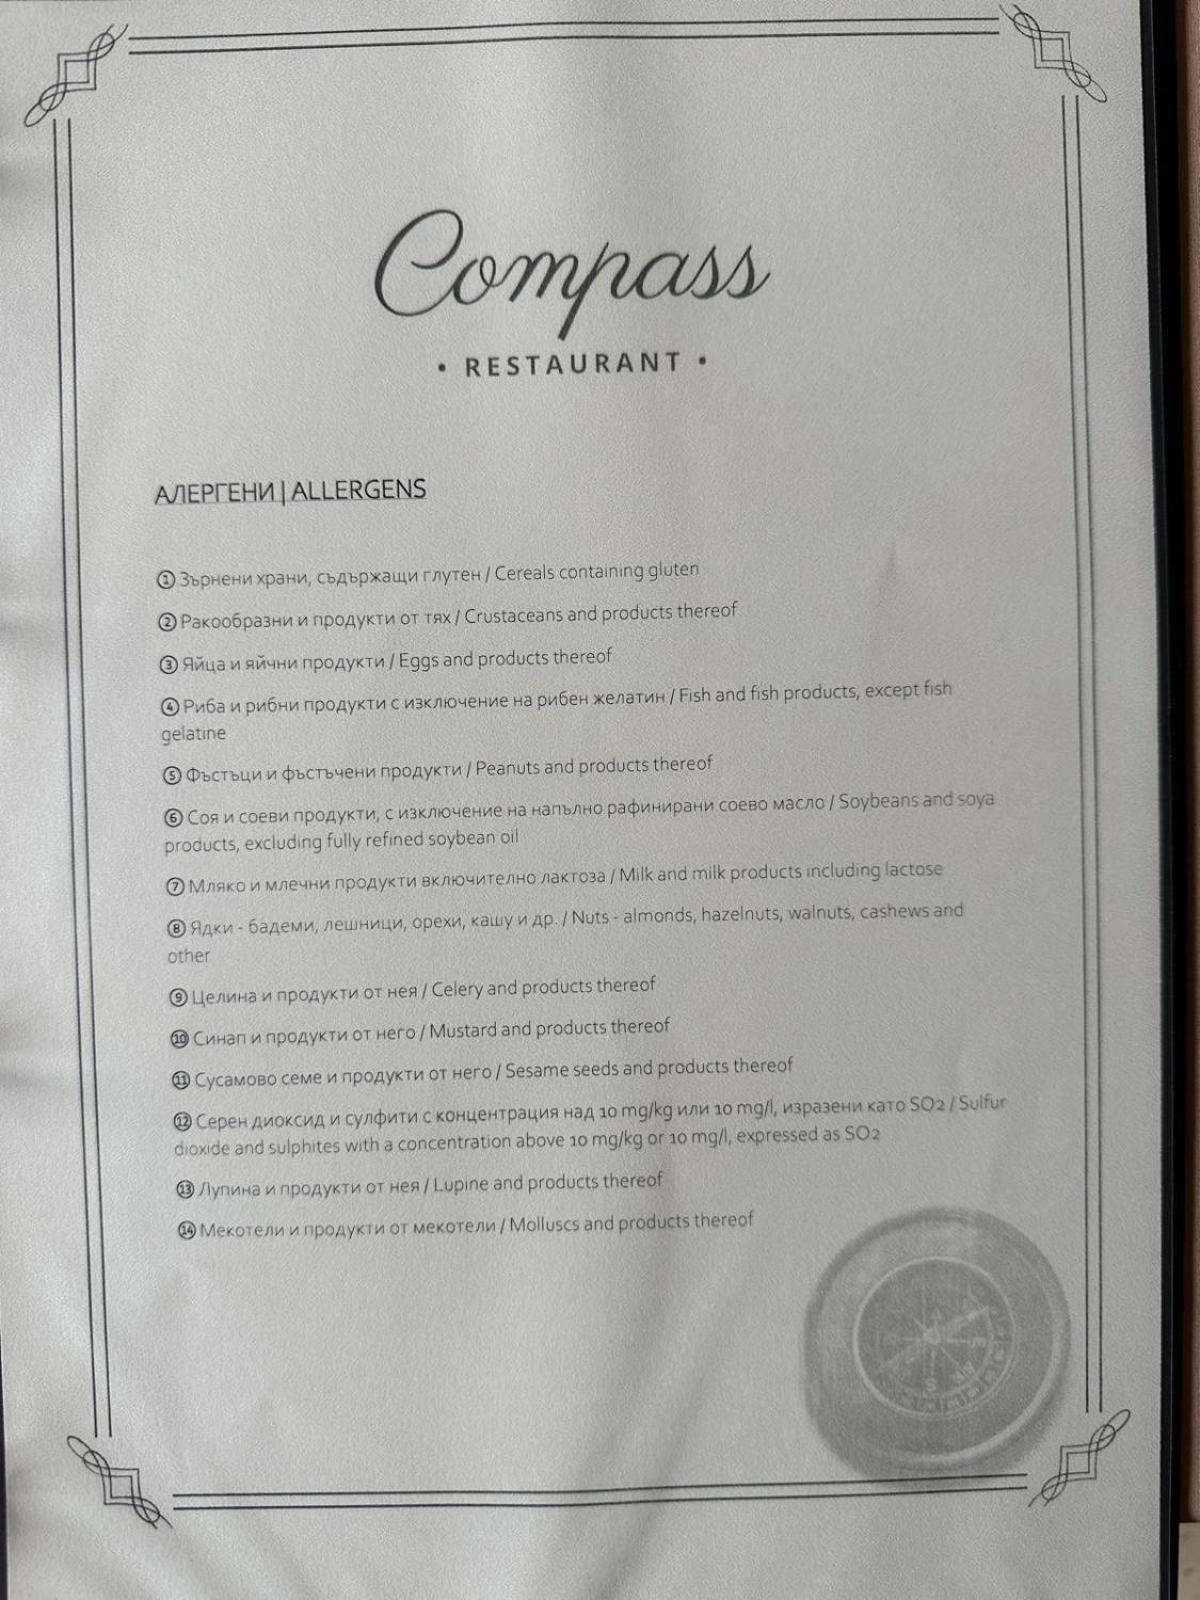 Compass
• RESTAURANT •
АЛЕРГЕНИ | ALLERGENS
① Зърнени храни, съдържащи глутен / Cereals containing gluten
② Ракообразни и продукти от тях / Crustaceans and products thereof
③ Яйца и яйчни продукти / Eggs and products thereof
④ Риба и рибни продукти с изключение на рибен желатин / Fish and fish products, except fish
gelatine
⑤ Фъстъци и фъстъчени продукти / Peanuts and products thereof
⑥ Соя и соеви продукти, с изключение на напълно рафинирани соево масло / Soybeans and soya
products, excluding fully refined soybean oil
⑦ Мляко и млечни продукти включително лактоза / Milk and milk products including lactose
⑧ Ядки - бадеми, лешници, орехи, кашу и др. / Nuts - almonds, hazelnuts, walnuts, cashews and
other
⑨ Целина и продукти от нея / Celery and products thereof
⑩ Синап и продукти от него / Mustard and products thereof
⑪ Сусамово семе и продукти от него / Sesame seeds and products thereof
⑫ Серен диоксид и сулфити с концентрация над 10 mg/kg или 10 mg/l, изразени като SO2 / Sulfur
dioxide and sulphites with a concentration above 10 mg/kg or 10 mg/l, expressed as SO2
⑬ Лупина и продукти от нея / Lupine and products thereof
⑭ Мекотели и продукти от мекотели / Molluscs and products thereof
E
S